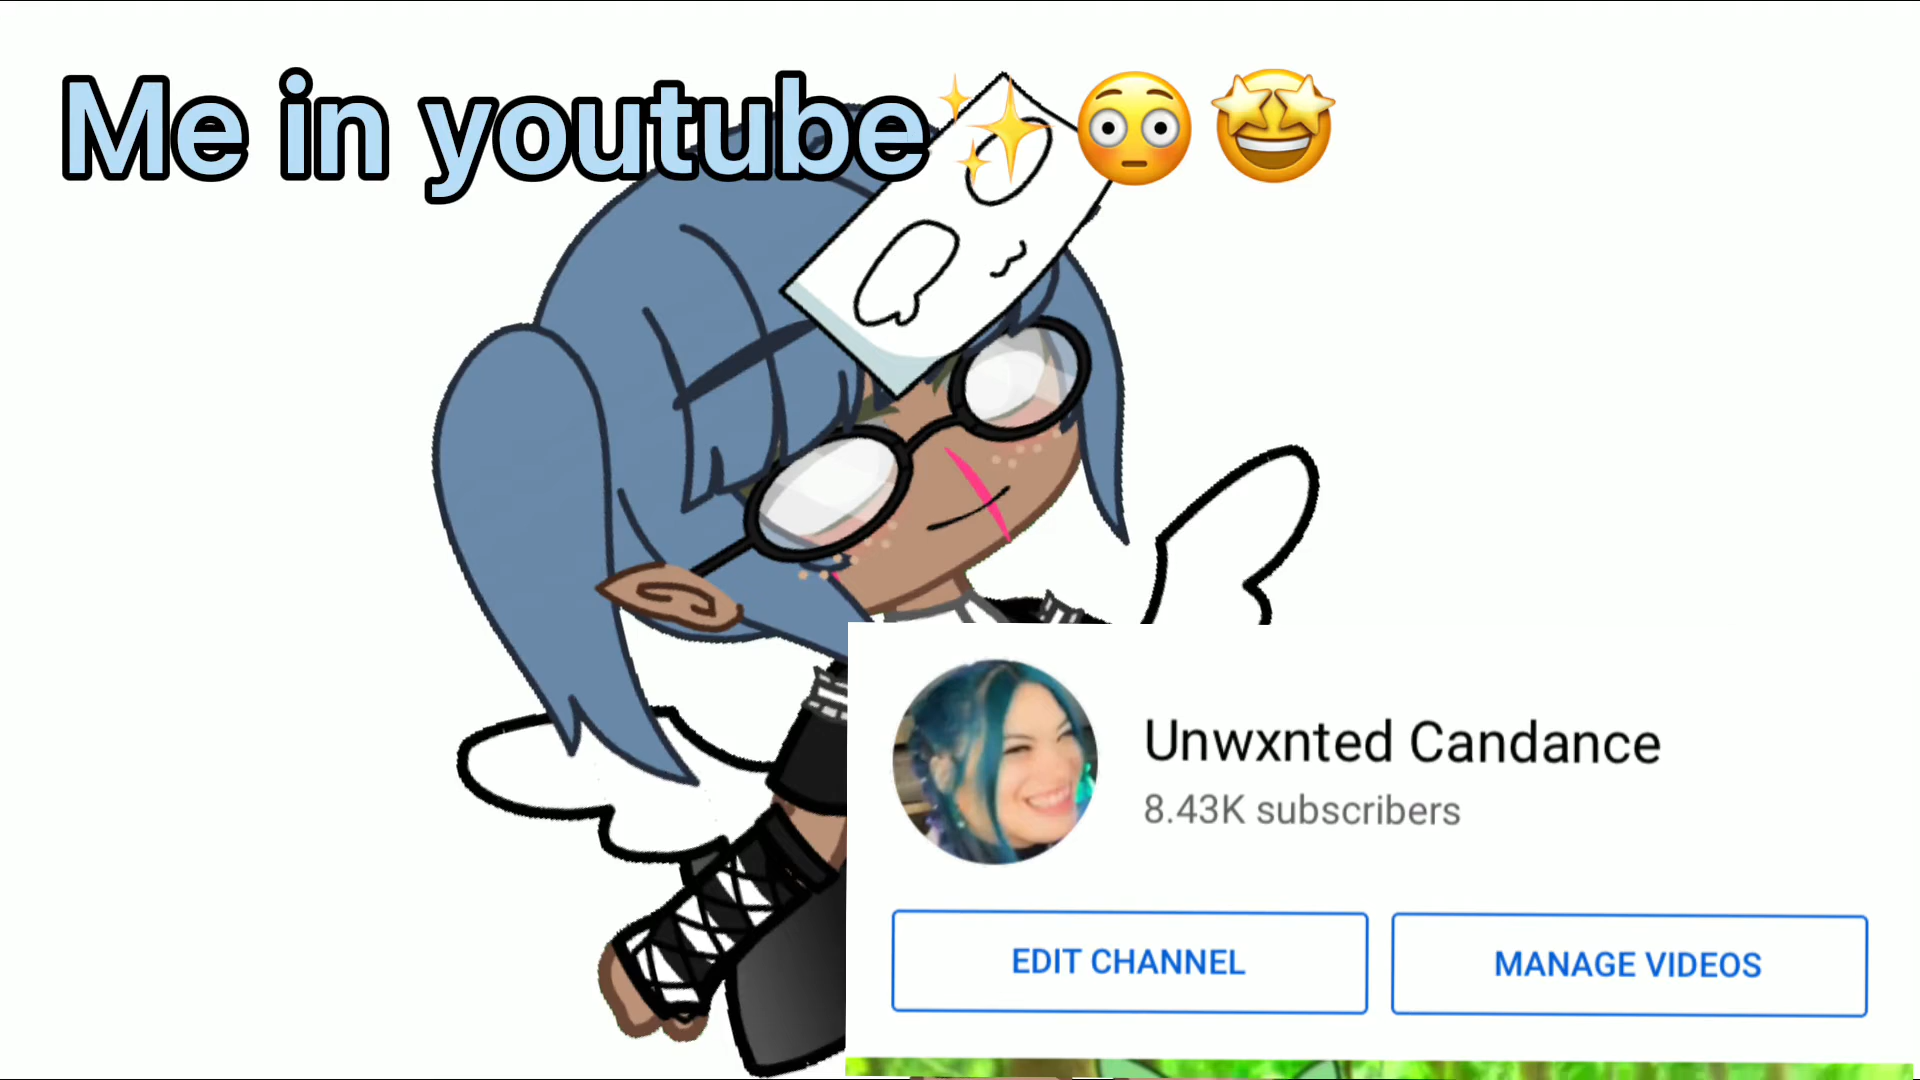 Me in youtube✨😳🤩
Unwxnted Candance
8.43K subscribers
EDIT CHANNEL
MANAGE VIDEOS